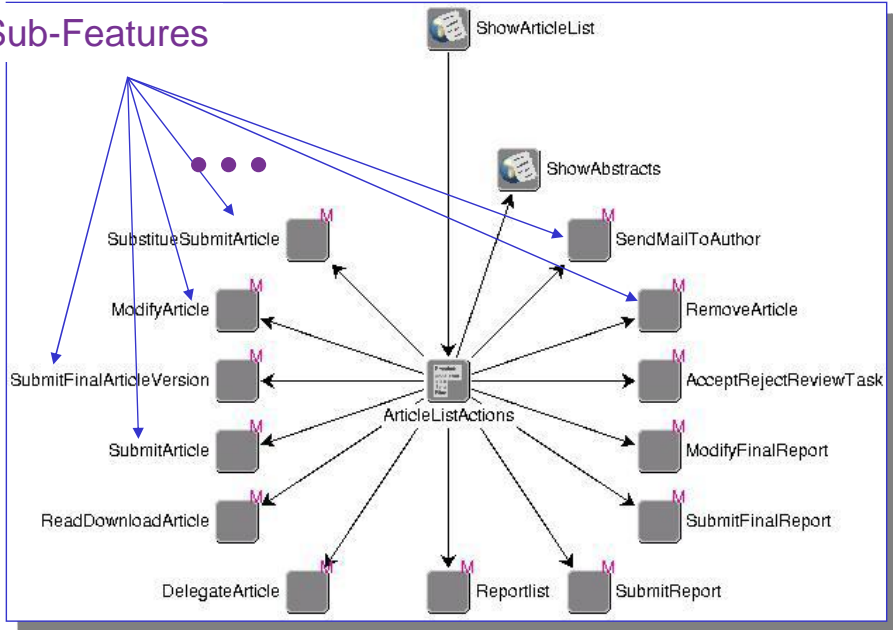 Sub-Features
ShowArticleList
• • •
ShowAbstracts
M
SubstitueSubmitArticle
M
SendMailToAuthor
M
ModifyArticle
M
RemoveArticle
M
SubmitFinalArticleVersion
M
AcceptRejectReviewTask
ArticleListActions
M
SubmitArticle
M
ModifyFinalReport
M
ReadDownloadArticle
M
SubmitFinalReport
M
DelegateArticle
M
Reportlist
M
SubmitReport